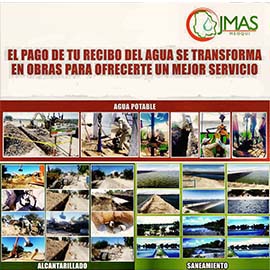 JMAS
MEOQUI
EL PAGO DE TU RECIBO DEL AGUA SE TRANSFORMA
EN OBRAS PARA OFRECERTE UN MEJOR SERVICIO
AGUA POTABLE
ALCANTARILLADO
SANEAMIENTO